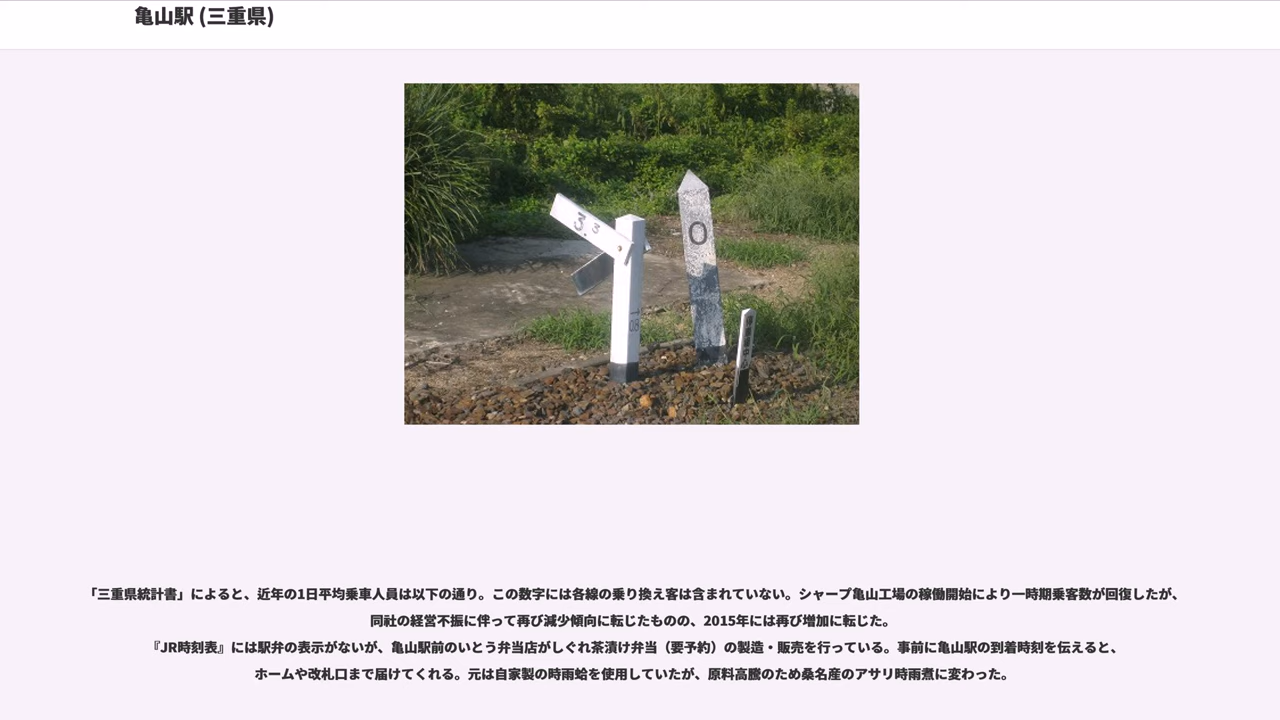 亀山駅 (三重県)
3.3
0
「三重県統計書」によると、近年の1日平均乗車人員は以下の通り。この数字には各線の乗り換え客は含まれていない。シャープ亀山工場の稼働開始により一時期乗客数が回復したが、
同社の経営不振に伴って再び減少傾向に転じたものの、2015年には再び増加に転じた。
『JR時刻表』には駅弁の表示がないが、亀山駅前のいとう弁当店がしぐれ茶漬け弁当（要予約）の製造・販売を行っている。事前に亀山駅の到着時刻を伝えると、
ホームや改札口まで届けてくれる。元は自家製の時雨蛤を使用していたが、原料高騰のため桑名産のアサリ時雨煮に変わった。